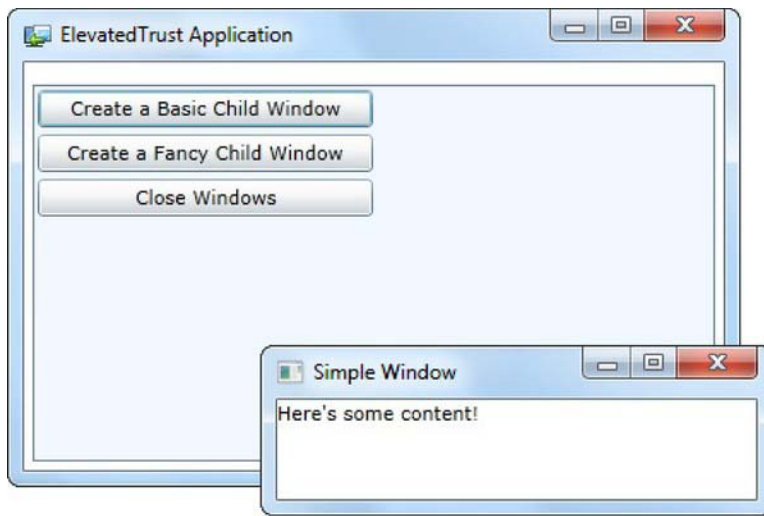 ElevatedTrust Application
Create a Basic Child Window
Create a Fancy Child Window
Close Windows
Simple Window
Here's some content!